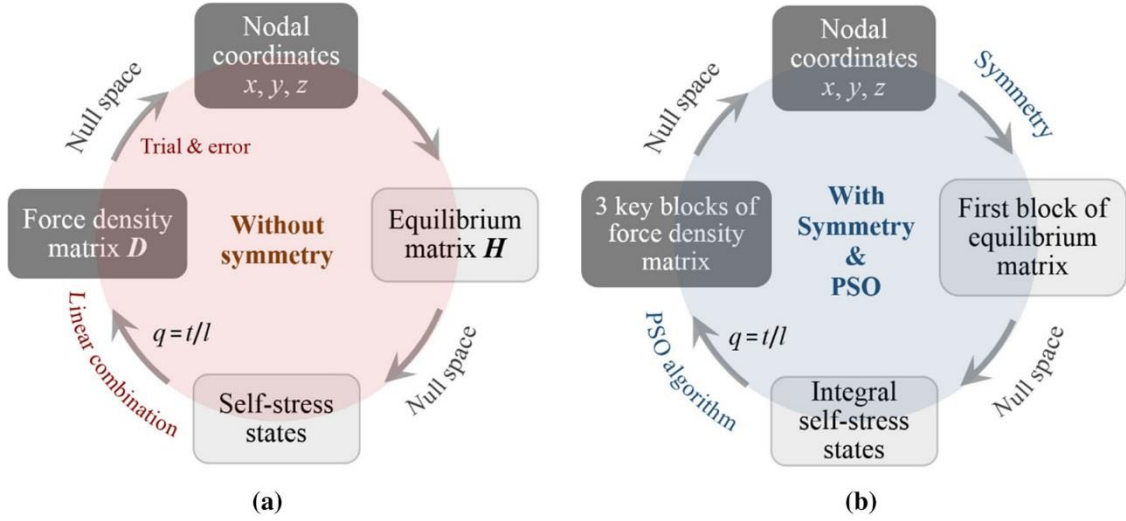 Nodal
coordinates
x, y, z
Null space
Trial & error
Force density
matrix D
Without
symmetry
Equilibrium
matrix H
Linear combination
q=t/l
Null space
Self-stress
states
(a)
Nodal
coordinates
x, y, z
Null space
Symmetry
3 key blocks of
force density
matrix
With
Symmetry
&
PSO
First block of
equilibrium
matrix
PSO algorithm
q=t/l
Null space
Integral
self-stress
states
(b)